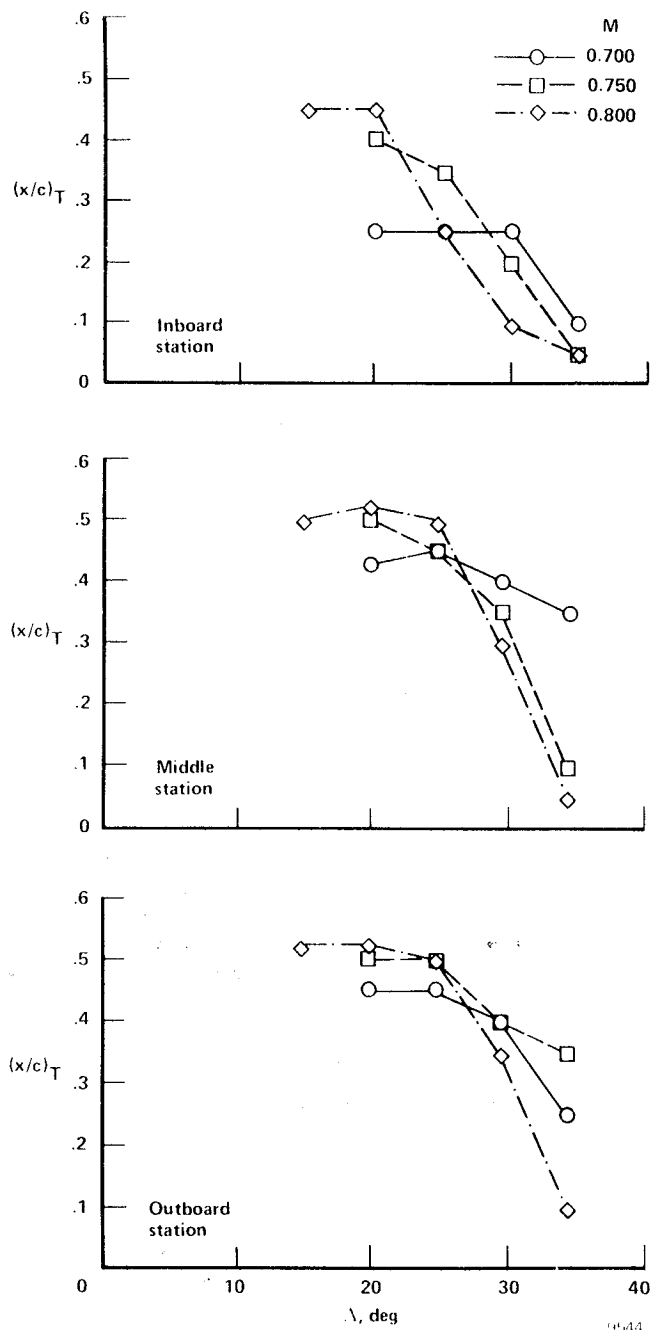 .6
.5
.4
(x/c)T
.3
.2
.1
0
M
0.700
0.750
0.800
Inboard
station
.6
.5
.4
(x/c)T
.3
.2
.1
0
Middle
station
.6
.5
.4
(x/c)T
.3
.2
.1
0
Outboard
station
10
20
30
40
Λ, deg
9544